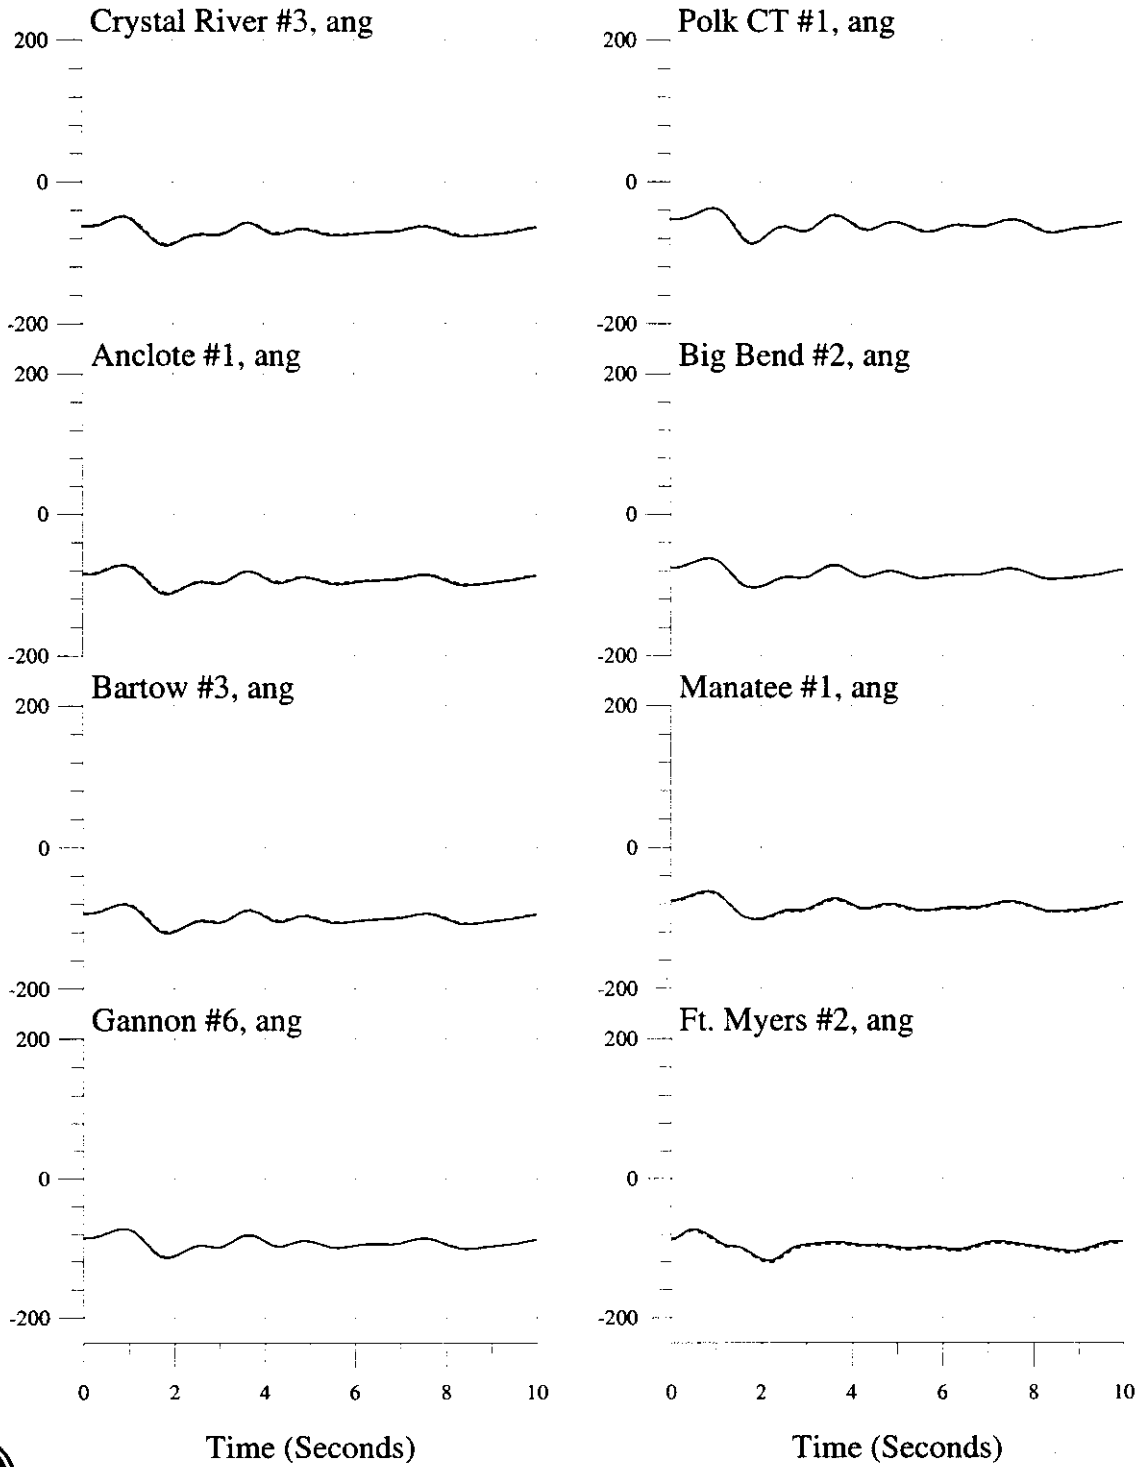 Crystal River #3, ang
200
0
-200
Anclote #1, ang
200
0
-200
Bartow #3, ang
200
0
-200
Gannon #6, ang
200
0
-200
0 2 4 6 8 10
Time (Seconds)
Polk CT #1, ang
200
0
-200
Big Bend #2, ang
200
0
-200
Manatee #1, ang
200
0
-200
Ft. Myers #2, ang
200
0
-200
0 2 4 6 8 10
Time (Seconds)